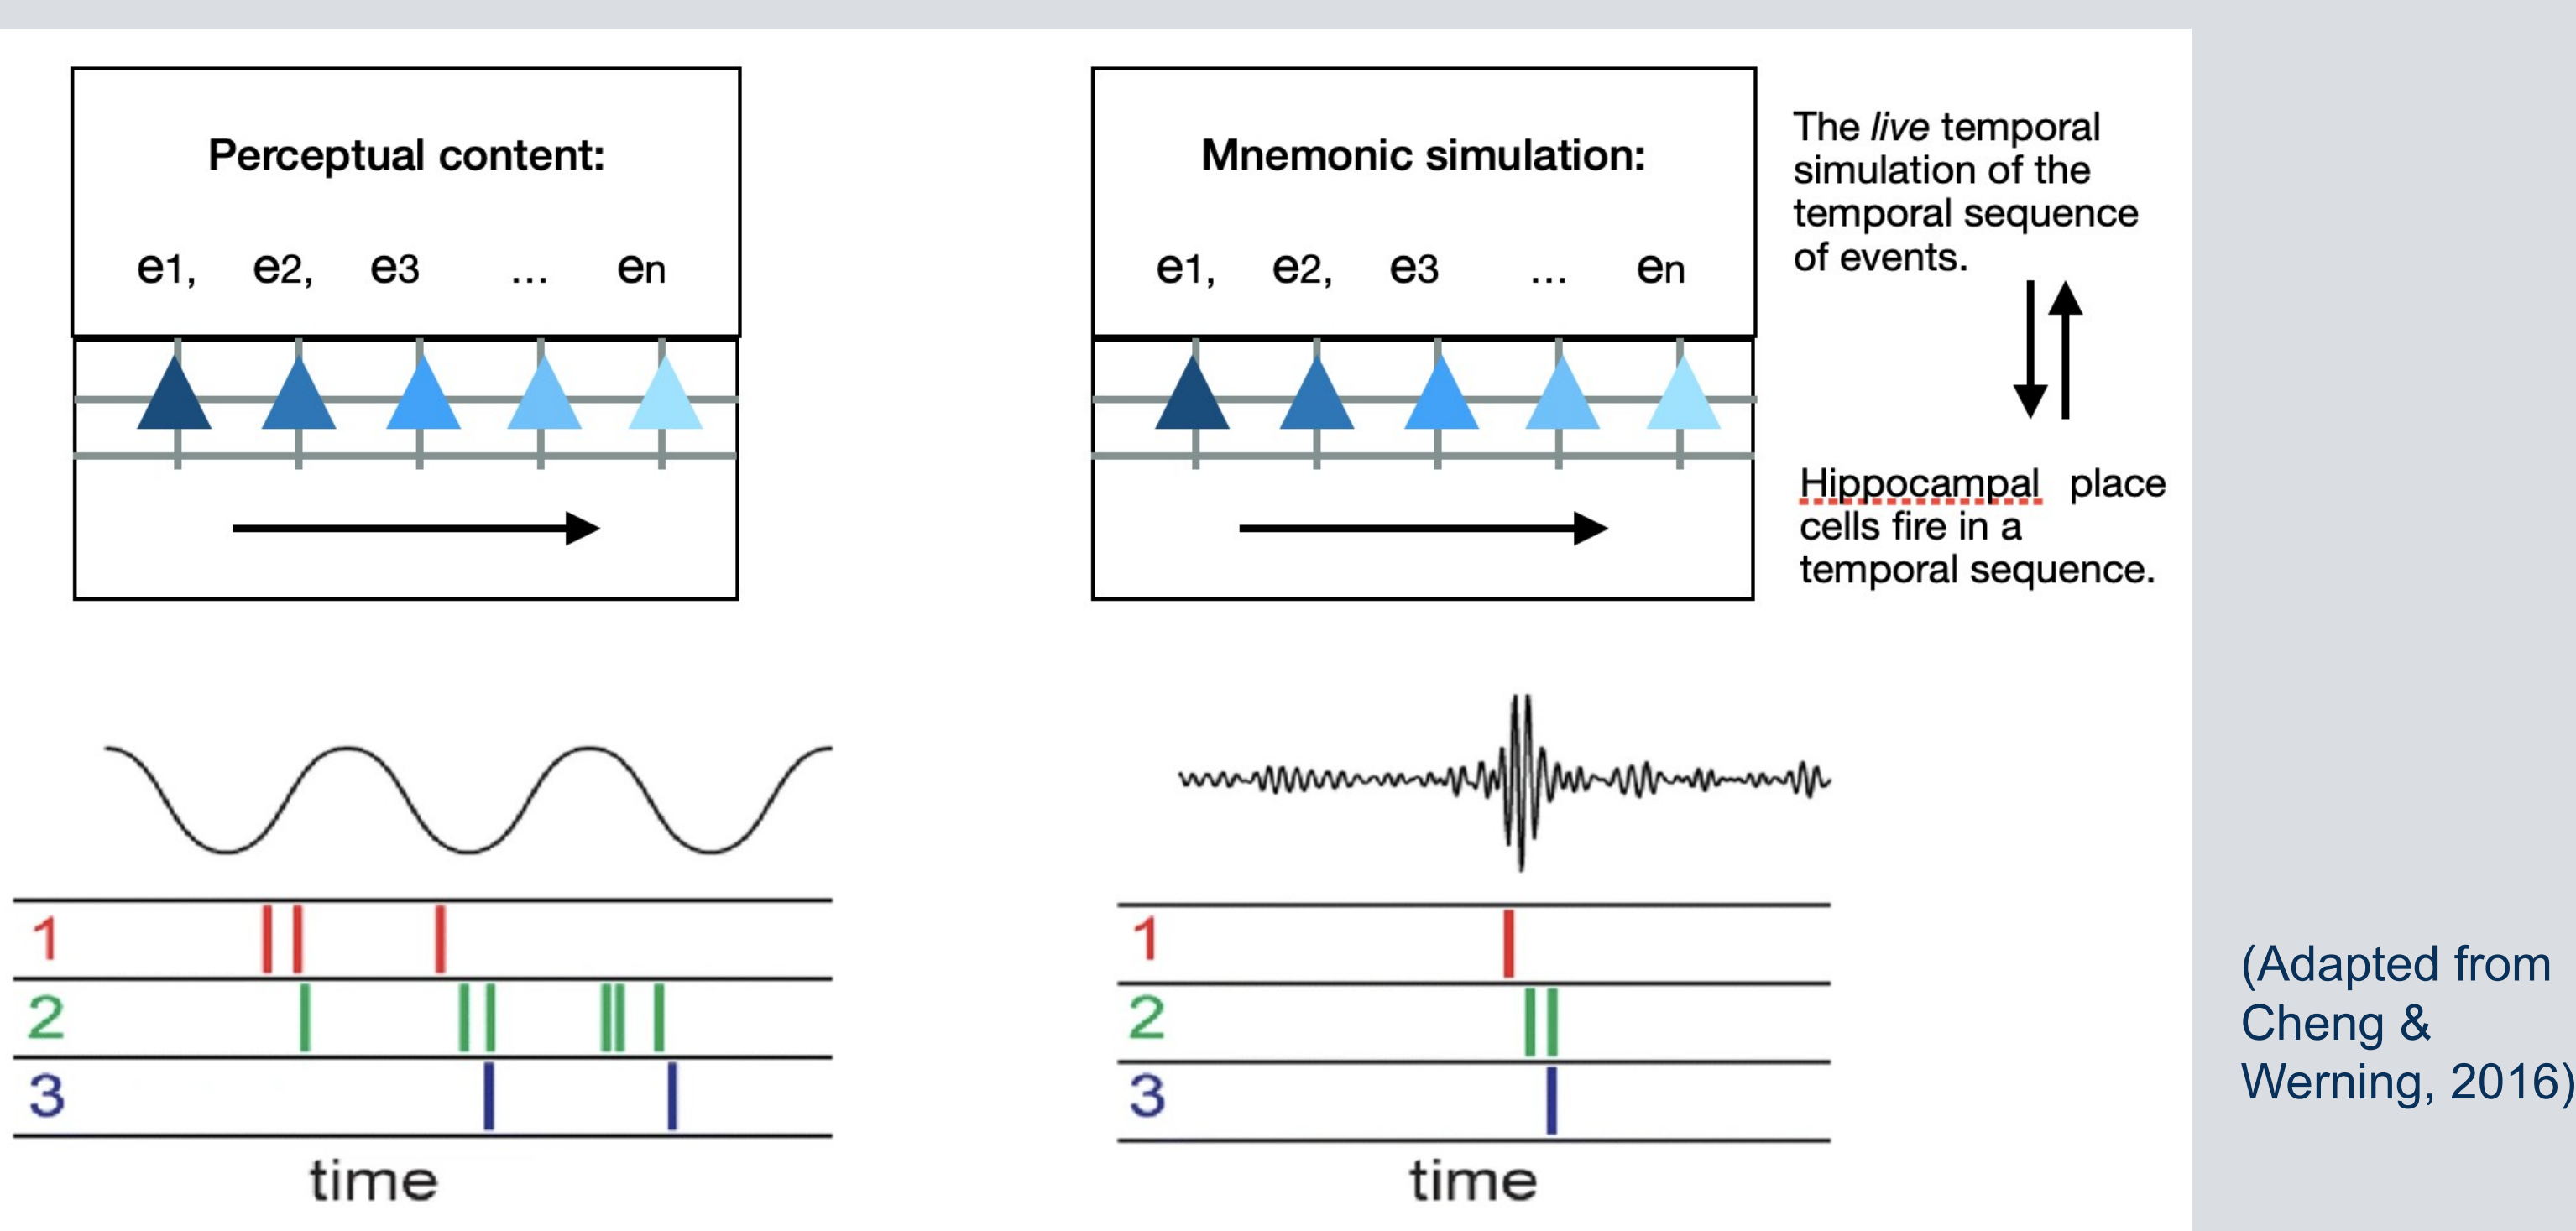 Perceptual content:
e1, e2, e3 ... en
Mnemonic simulation:
e1, e2, e3 ... en
The live temporal
simulation of the
temporal sequence
of events.
Hippocampal place
cells fire in a
temporal sequence.
1
2
3
time
1
2
3
time
(Adapted from
Cheng &
Werning, 2016)